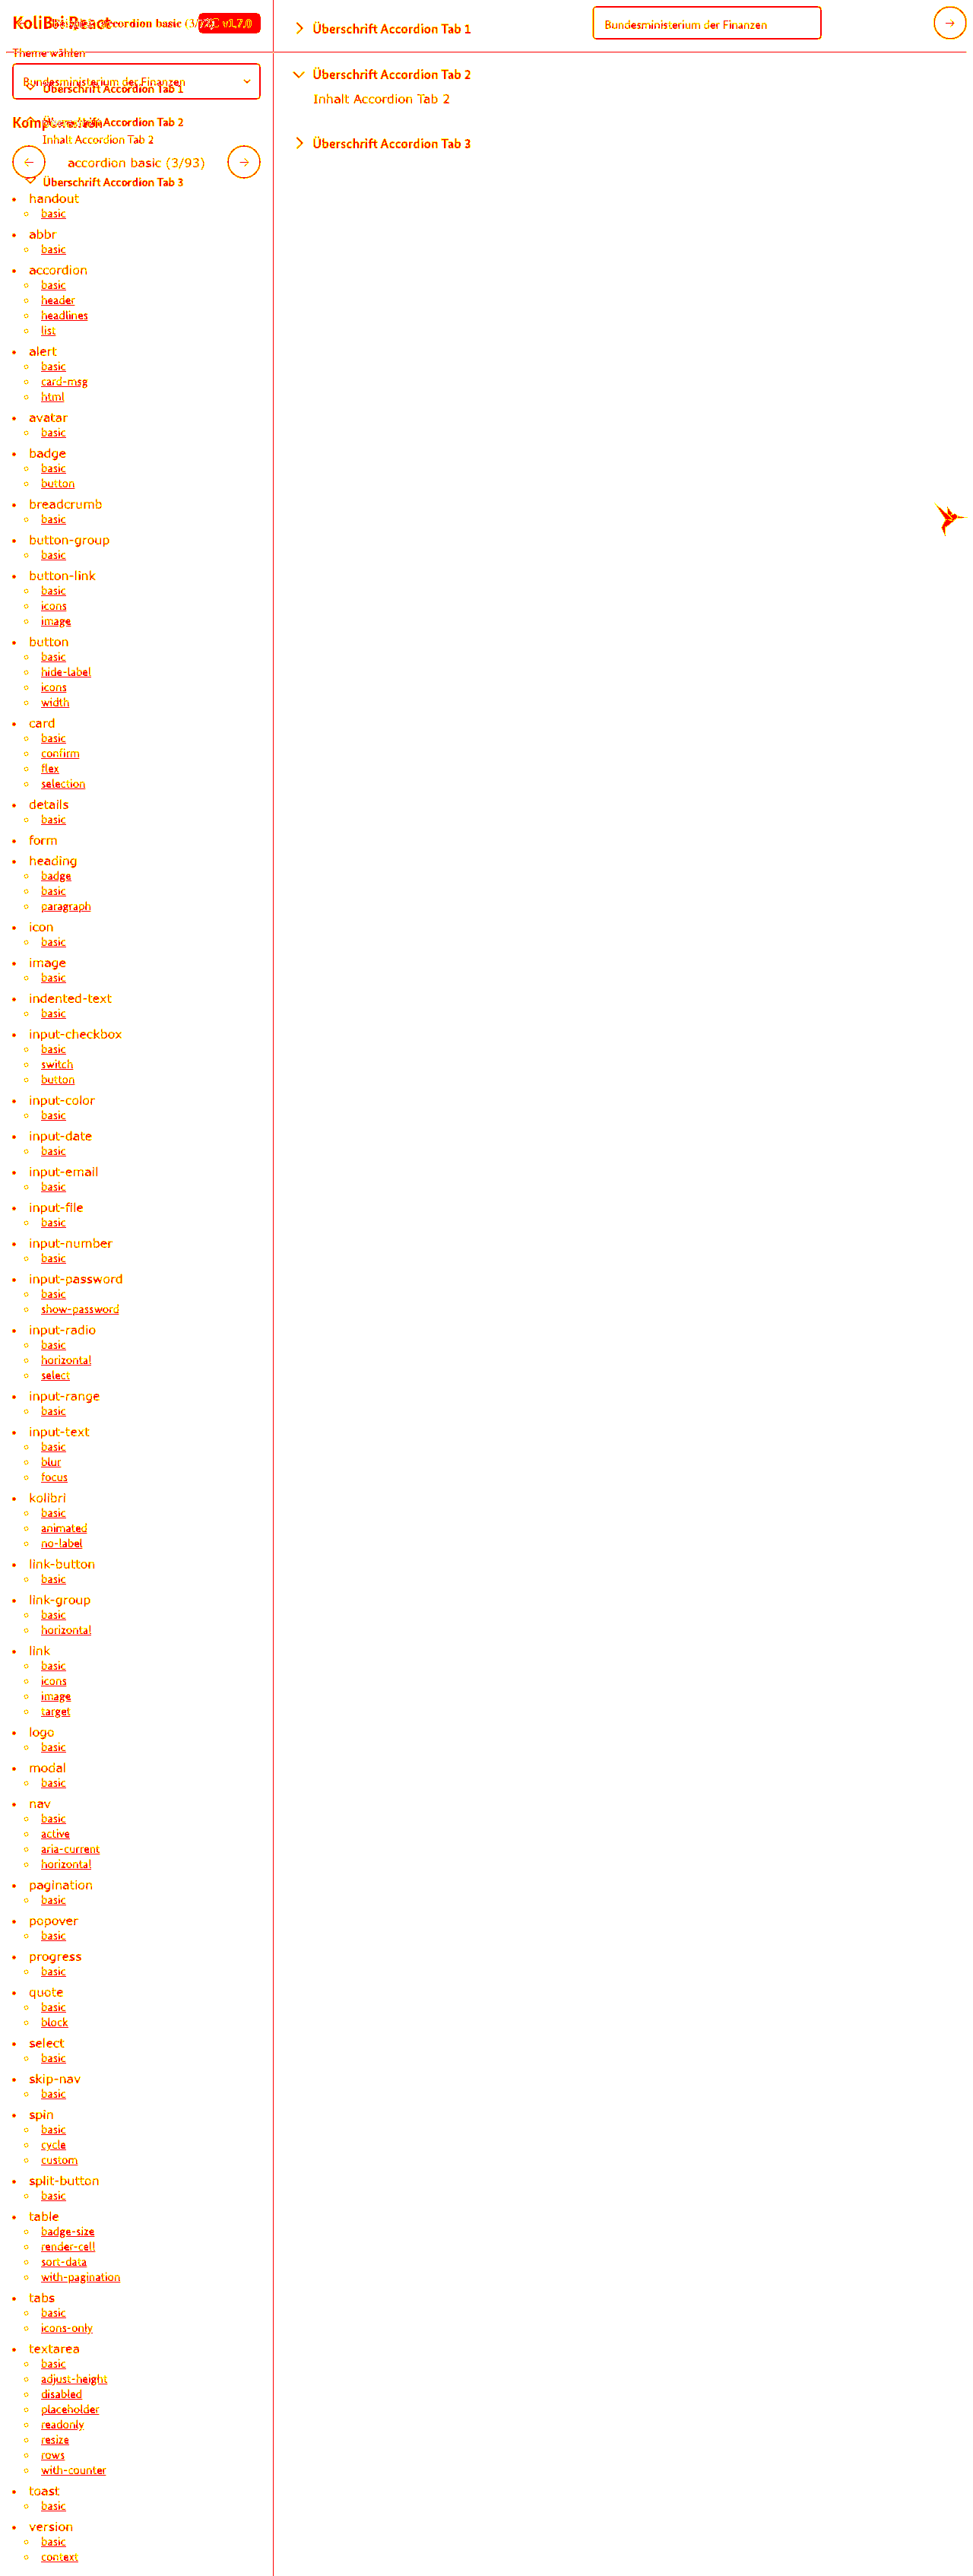 KoliBri React
Theme wählen
Bundesministerium der Finanzen
Überschrift Accordion Tab 1
Überschrift Accordion Tab 2
Inhalt Accordion Tab 2
accordion basic (3/93)
Überschrift Accordion Tab 3
handout
basic
abbr
basic
accordion
basic
header
headlines
list
alert
basic
card-msg
html
avatar
basic
badge
basic
button
breadcrumb
basic
button-group
basic
button-link
basic
icons
image
button
basic
hide-label
icons
width
card
basic
confirm
flex
selection
details
basic
form
heading
badge
basic
paragraph
icon
basic
image
basic
indented-text
basic
input-checkbox
basic
switch
button
input-color
basic
input-date
basic
input-email
basic
input-file
basic
input-number
basic
input-password
basic
show-password
input-radio
basic
horizontal
select
input-range
basic
input-text
basic
blur
focus
kolibri
basic
animated
no-label
link-button
basic
link-group
basic
horizontal
link
basic
icons
image
target
logo
basic
modal
basic
nav
basic
active
aria-current
horizontal
pagination
basic
popover
basic
progress
basic
quote
basic
block
select
basic
skip-nav
basic
spin
basic
cycle
custom
split-button
basic
table
badge-size
render-cell
sort-data
with-pagination
tabs
basic
icons-only
textarea
basic
adjust-height
disabled
placeholder
readonly
resize
rows
with-counter
toast
basic
version
basic
context
Überschrift Accordion Tab 1
Bundesministerium der Finanzen
Überschrift Accordion Tab 2
Inhalt Accordion Tab 2
Überschrift Accordion Tab 3